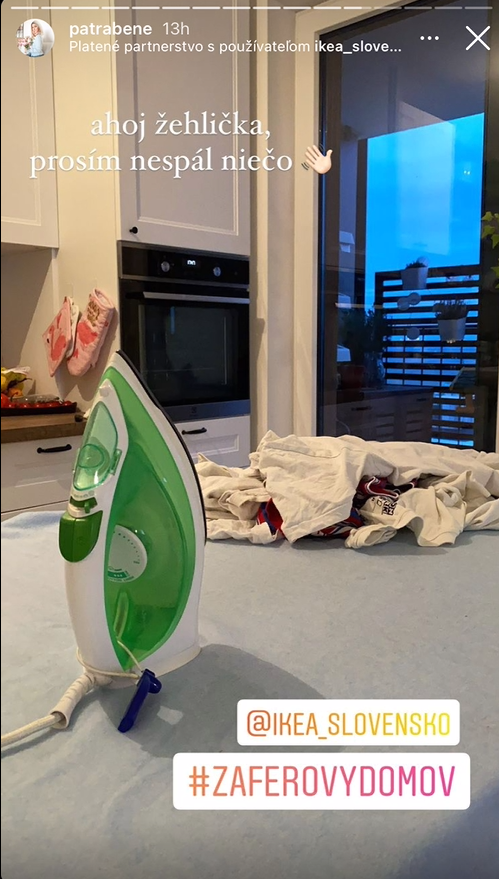 patrabene 13h
Platené partnerstvo s používateľom ikea_slove...
ahoj žehlička,
prosím nespál niečo 👋🏻
@IKEA_SLOVENSKO
#ZAFEROVYDOMOV